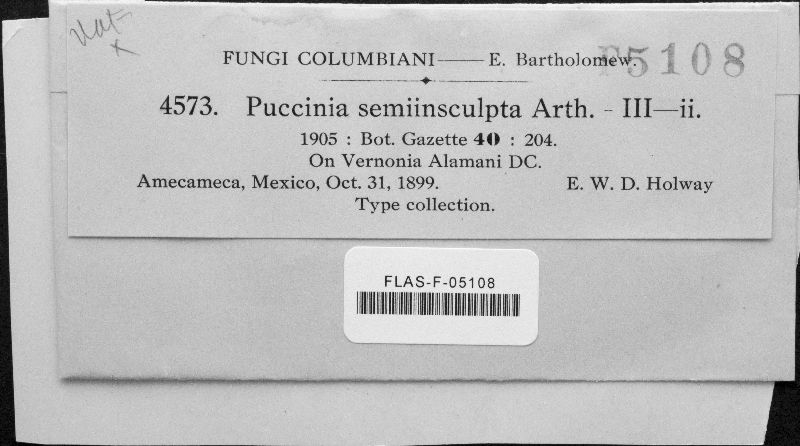 FUNGI COLUMBIANI—E. Bartholomew.
F5108
4573. Puccinia semiinsculpta Arth. - III—ii.
1905 : Bot. Gazette 40 : 204.
On Vernonia Alamani DC.
Amecameca, Mexico, Oct. 31, 1899. E. W. D. Holway
Type collection.
FLAS-F-05108